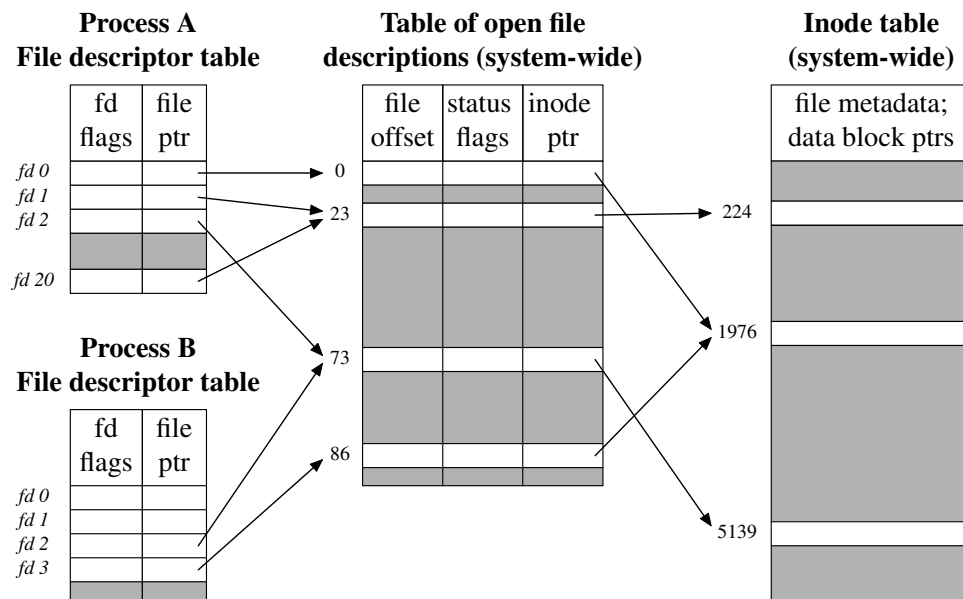 Process A
File descriptor table
fd
flags
file
ptr
fd 0
fd 1
fd 2
fd 20
Process B
File descriptor table
fd
flags
file
ptr
fd 0
fd 1
fd 2
fd 3
Table of open file
descriptions (system-wide)
file
offset
status
flags
inode
ptr
0
23
73
86
Inode table
(system-wide)
file metadata;
data block ptrs
224
1976
5139